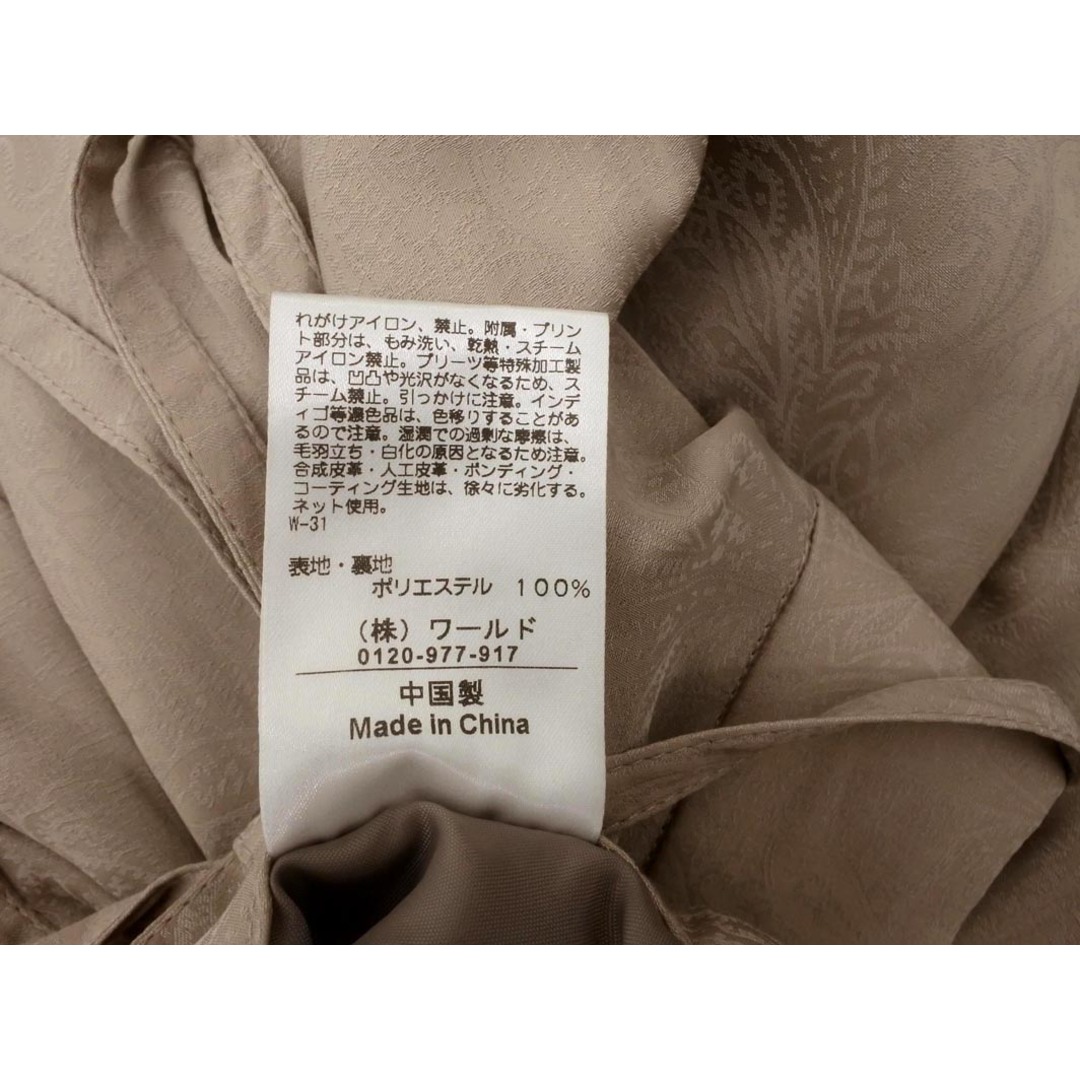 れがけアイロン、禁止。附属・プリン
ト部分は、もみ洗い、乾熱・スチーム
アイロン禁止。プリーツ等特殊加工製
品は、凹凸や光沢がなくなるため、ス
チーム禁止。引っかけに注意。インデ
ィゴ等濃色品は、色移りすることがあ
るので注意。湿潤での過剰な摩擦は、
毛羽立ち・白化の原因となるため注意。
合成皮革・人工皮革・ボンディング・
コーティング生地は、徐々に劣化する。
ネット使用。
W-31
表地・裏地
ポリエステル 100%
(株) ワールド
0120-977-917
中国製
Made in China